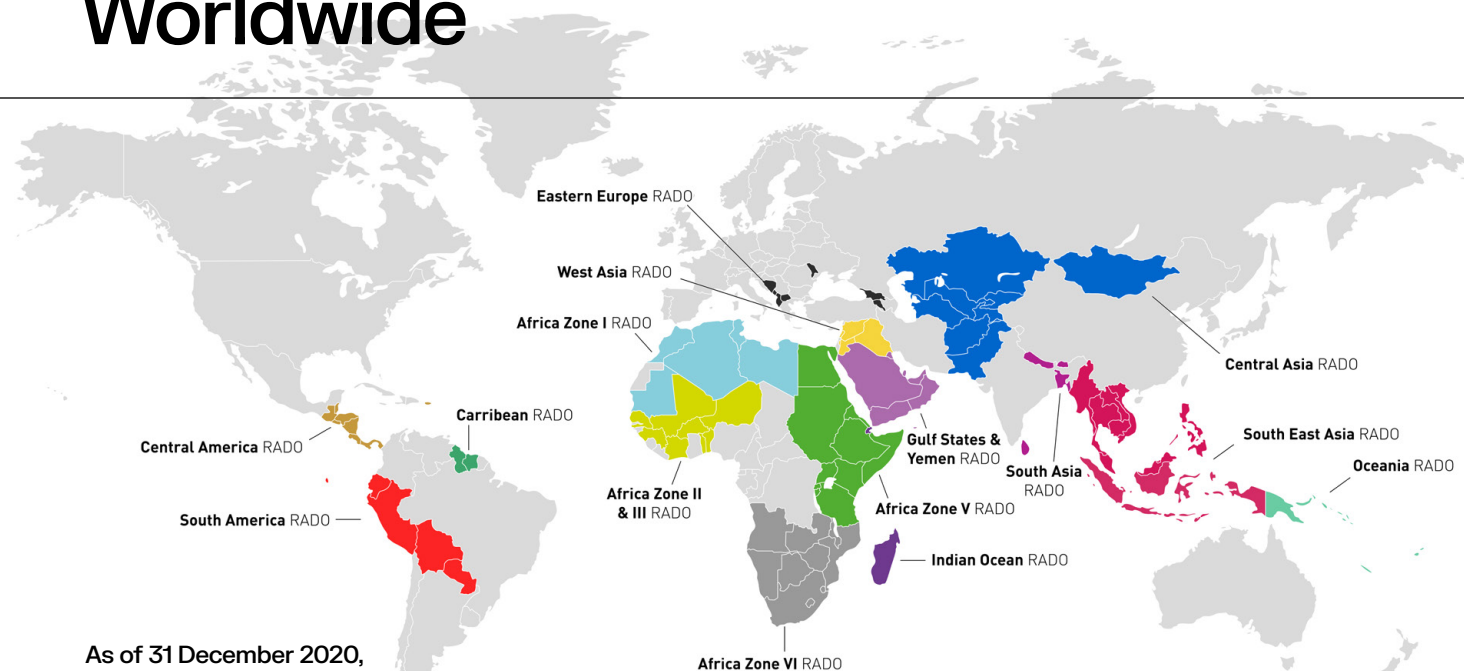 Worldwide
Eastern Europe RADO
West Asia RADO
Africa Zone I RADO
Central Asia RADO
Carribean RADO
Central America RADO
Gulf States &
Yemen RADO
South East Asia RADO
South Asia
RADO
Oceania RADO
Africa Zone II
& III RADO
Africa Zone V RADO
South America RADO
Indian Ocean RADO
As of 31 December 2020,
Africa Zone VI RADO